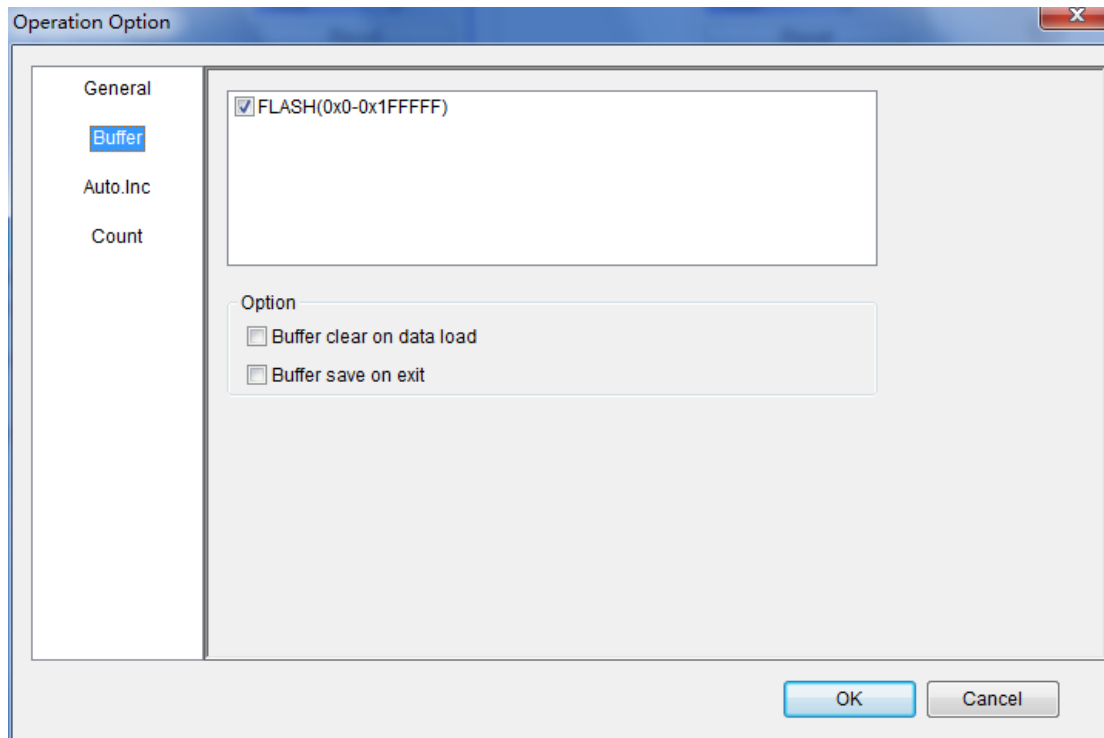 Operation Option
General
Buffer
Auto.Inc
Count
FLASH(0x0-0x1FFFFF)
Option
Buffer clear on data load
Buffer save on exit
OK
Cancel